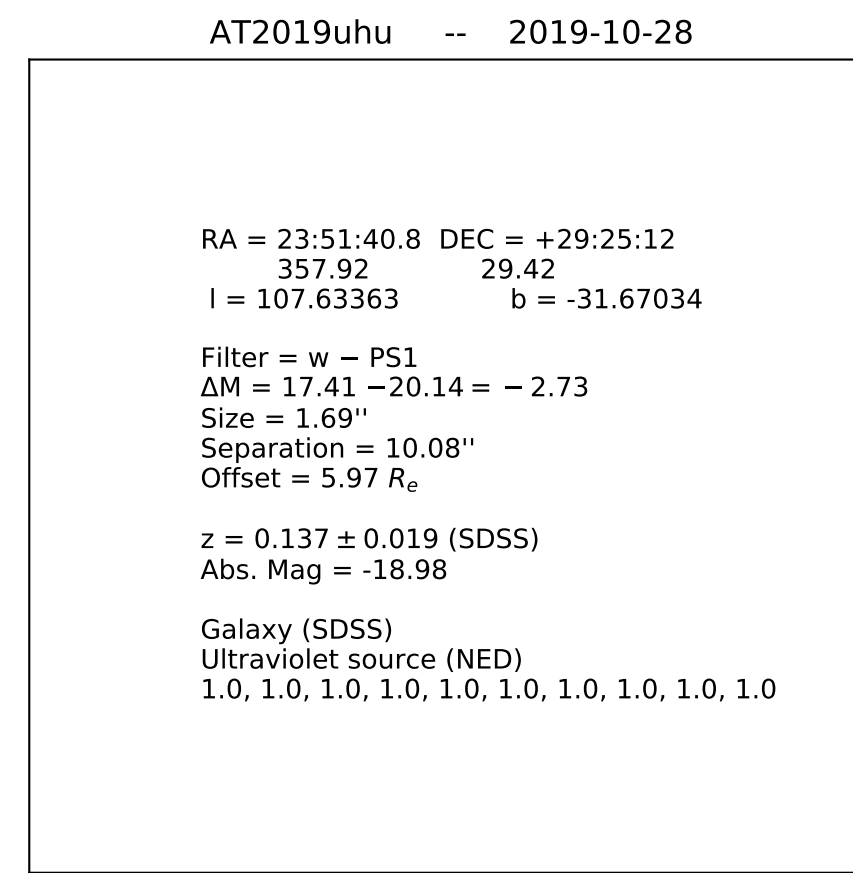 AT2019uhu -- 2019-10-28
RA = 23:51:40.8 DEC = +29:25:12
357.92 29.42
l = 107.63363 b = -31.67034
Filter = w − PS1
ΔM = 17.41 −20.14 = − 2.73
Size = 1.69''
Separation = 10.08''
Offset = 5.97 Rₑ
z = 0.137 ± 0.019 (SDSS)
Abs. Mag = -18.98
Galaxy (SDSS)
Ultraviolet source (NED)
1.0, 1.0, 1.0, 1.0, 1.0, 1.0, 1.0, 1.0, 1.0, 1.0